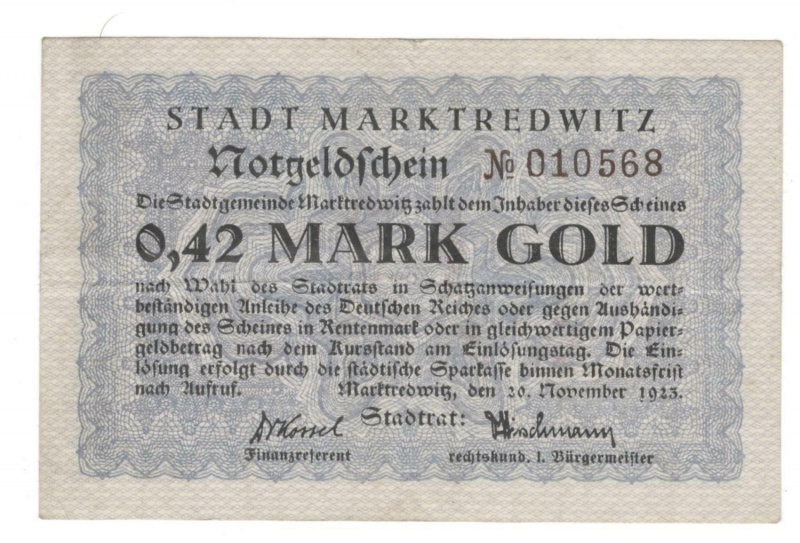 STADT MARKTREDWITZ
Notgeldschein № 010568
Die Stadtgemeinde Marktredwitz zahlt dem Inhaber dieses Scheines
0,42 MARK GOLD
nach Wahl des Stadtrats in Schatzanweisungen der wert-
beständigen Anleihe des Deutschen Reiches oder gegen Aushändi-
gung des Scheines in Rentenmark oder in gleichwertigem Papier-
geldbetrag nach dem Kursstand am Einlösungstag. Die Ein-
lösung erfolgt durch die städtische Sparkasse binnen Monatsfrist
nach Aufruf. Marktredwitz, den 20. November 1923.
Stadtrat:
Finanzreferent rechtskund. 1. Bürgermeister